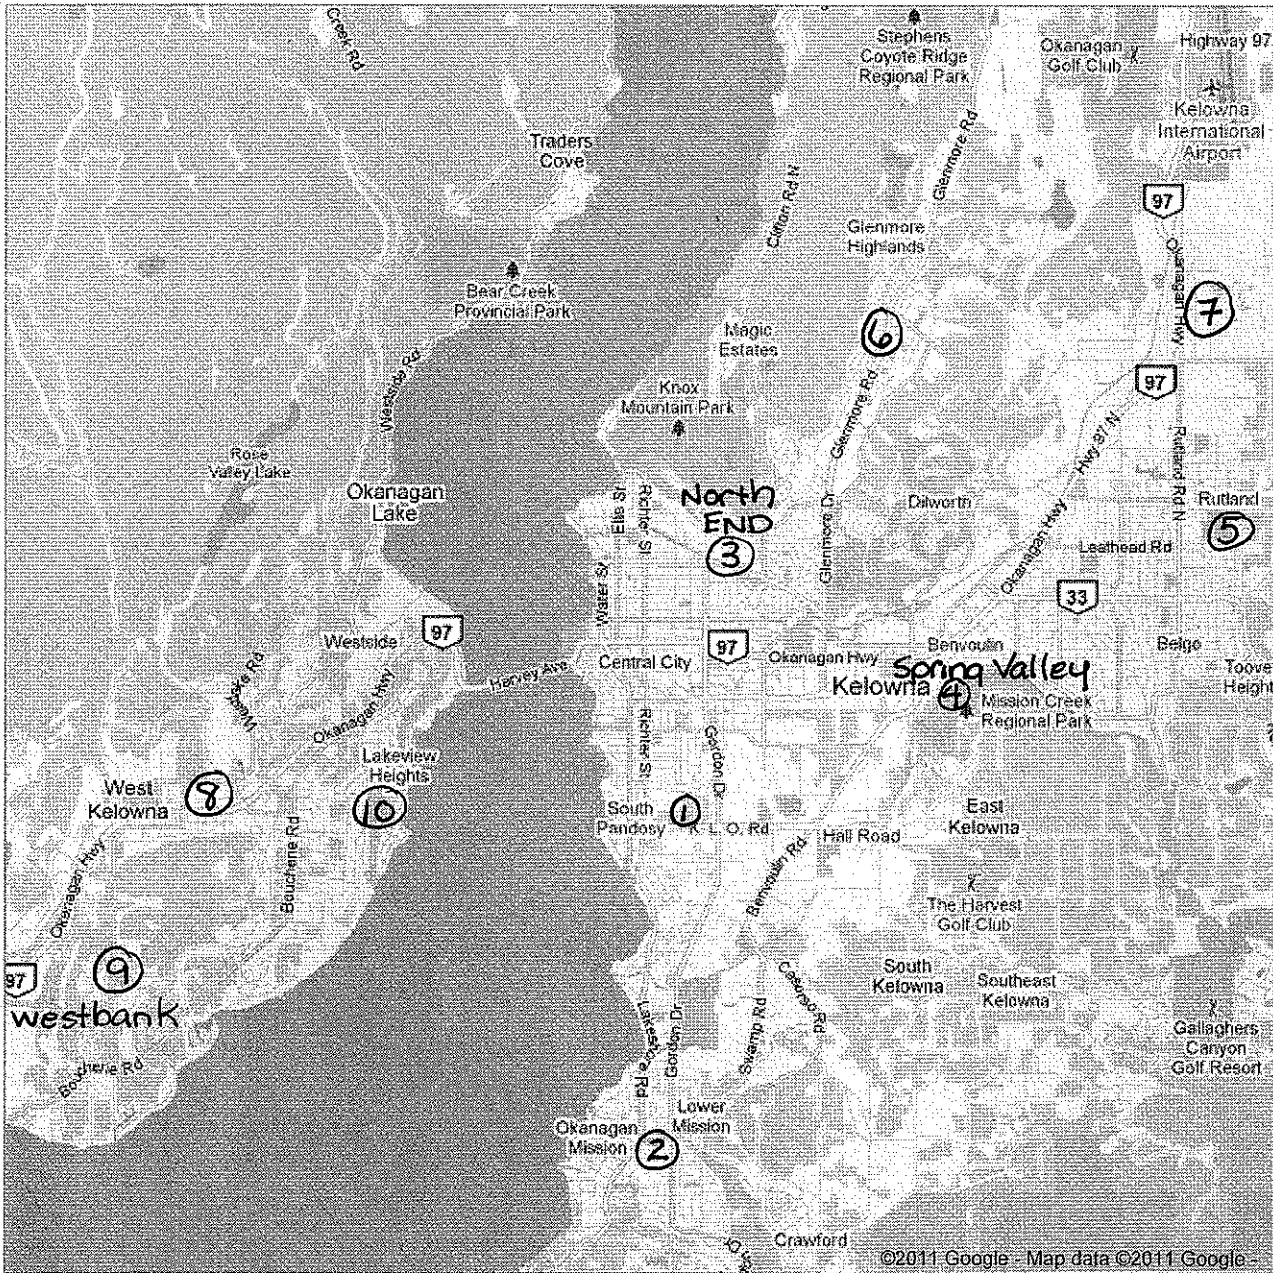 Creek Rd
Stephens
Coyote Ridge
Regional Park
Okanagan
Golf Club
Highway 97
Kelowna
International
Airport
Traders
Cove
Glenmore Rd
Clifton Rd N
97
Glenmore
Highlands
Okanagan Hwy
7
Bear Creek
Provincial Park
Magic
Estates
6
Westside Rd
Knox
Mountain Park
Glenmore Rd
97
Hwy 97 N
Rutland Rd N
Rose
Valley Lake
Okanagan
Lake
Ellis St
Richter St
North
END
3
Glenmore Dr
Dilworth
Okanagan Hwy
Rutland
5
Leathead Rd
33
Water St
Westside
97
Harvey Ave
Central City
97
Okanagan Hwy
Benvoulin
Spring Valley
Kelowna
4
Mission Creek
Regional Park
Belgo
Toove
Height
Okanagan Hwy
Lakeview
Heights
10
Richter St
Gordon Dr
West
Kelowna
8
Boucherie Rd
South
Pandosy
1
K. L. O. Rd
Hall Road
East
Kelowna
Benvoulin Rd
The Harvest
Golf Club
Okanagan Hwy
97
9
westbank
Boucherie Rd
South
Kelowna
Southeast
Kelowna
Casorso Rd
Swamp Rd
Lakeshore Rd
Gordon Dr
Gallaghers
Canyon
Golf Resort
Lower
Mission
Okanagan
Mission
2
Crawford
©2011 Google - Map data ©2011 Google -